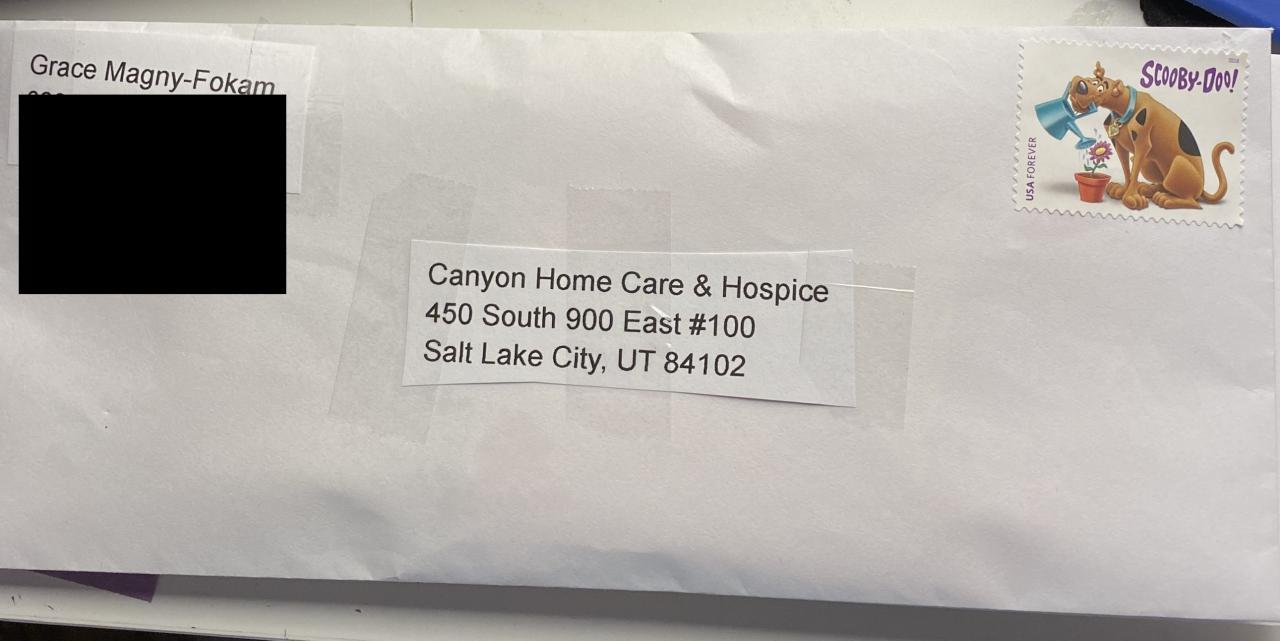 Grace Magny-Fokam
SCOOBY-DOO!
USA FOREVER
Canyon Home Care & Hospice
450 South 900 East #100
Salt Lake City, UT 84102